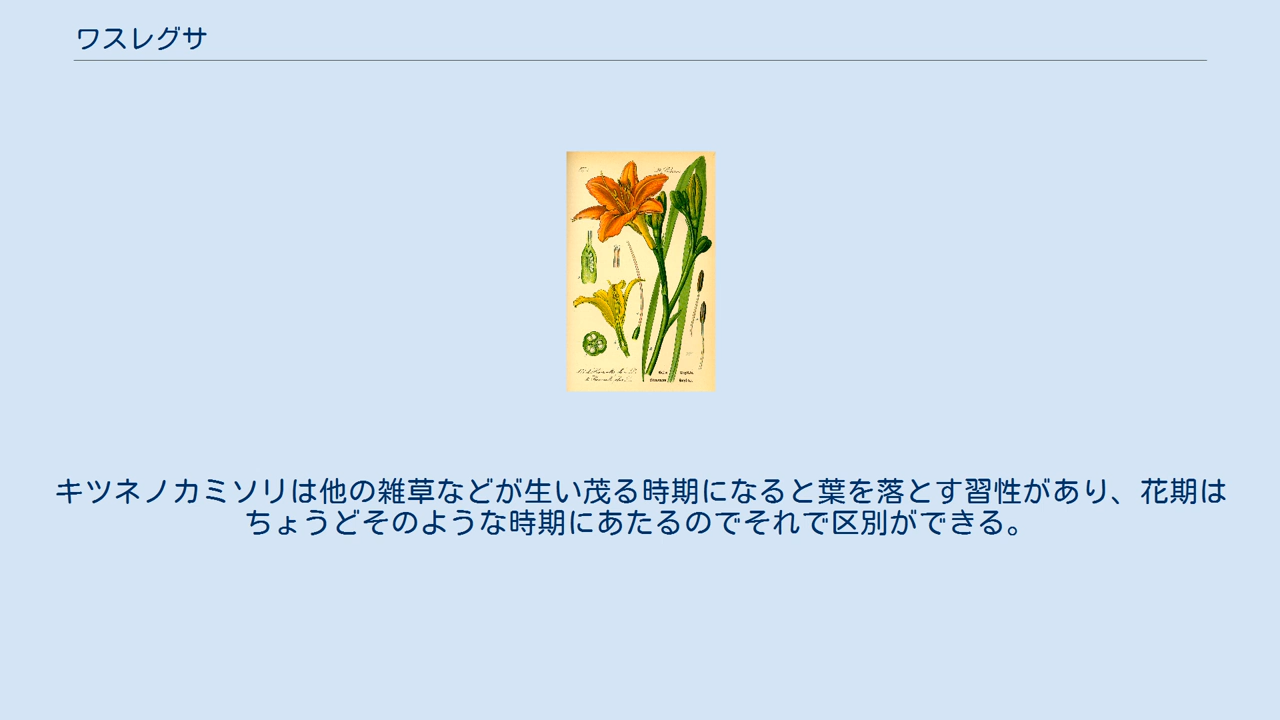 ワスレグサ
キツネノカミソリは他の雑草などが生い茂る時期になると葉を落とす習性があり、花期は
ちょうどそのような時期にあたるのでそれで区別ができる。